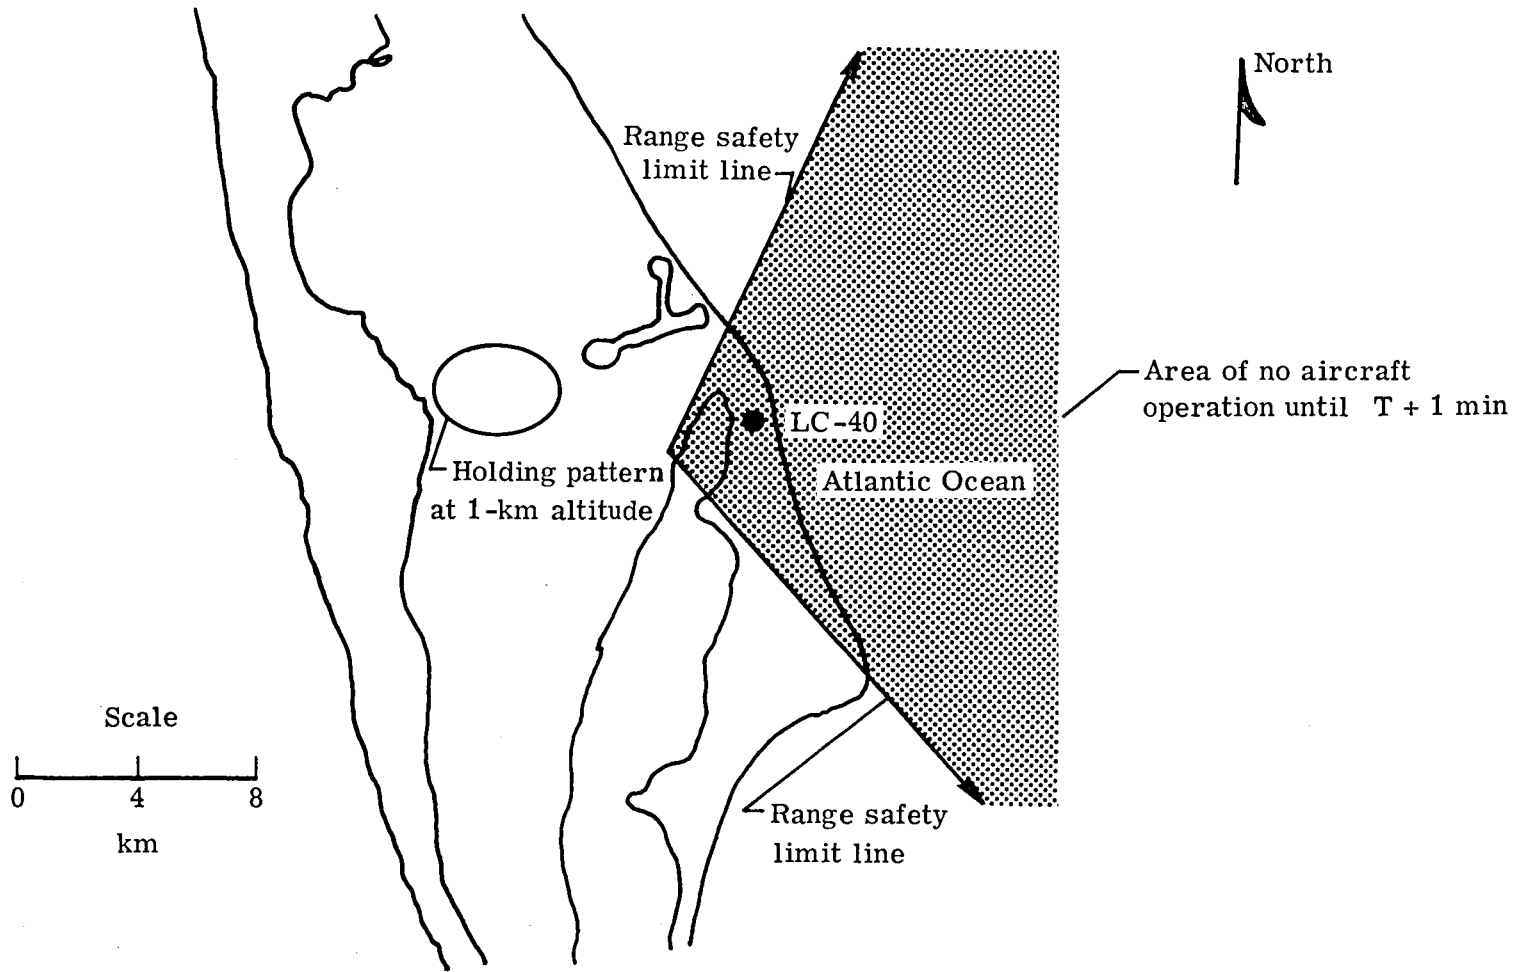 North
Range safety
limit line
Area of no aircraft
operation until T + 1 min
LC-40
Holding pattern
at 1-km altitude
Atlantic Ocean
Scale
0 4 8
km
Range safety
limit line